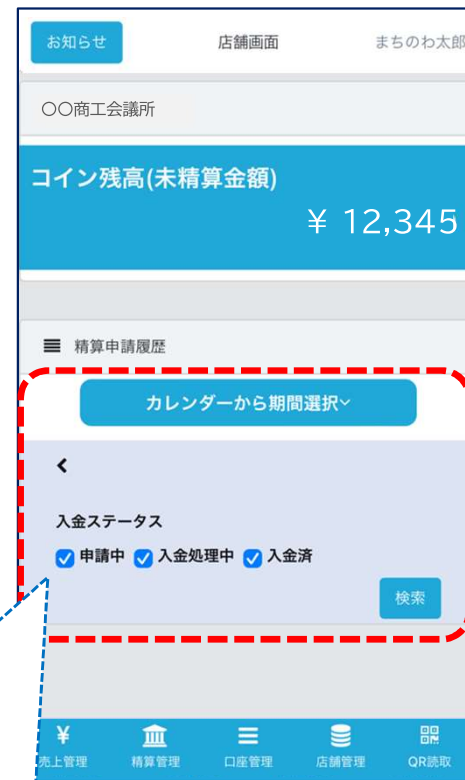 お知らせ 店舗画面 まちのわ太郎
〇〇商工会議所
コイン残高(未精算金額)
¥ 12,345
精算申請履歴
カレンダーから期間選択
入金ステータス
申請中 入金処理中 入金済
検索
売上管理 精算管理 口座管理 店舗管理 QR読取